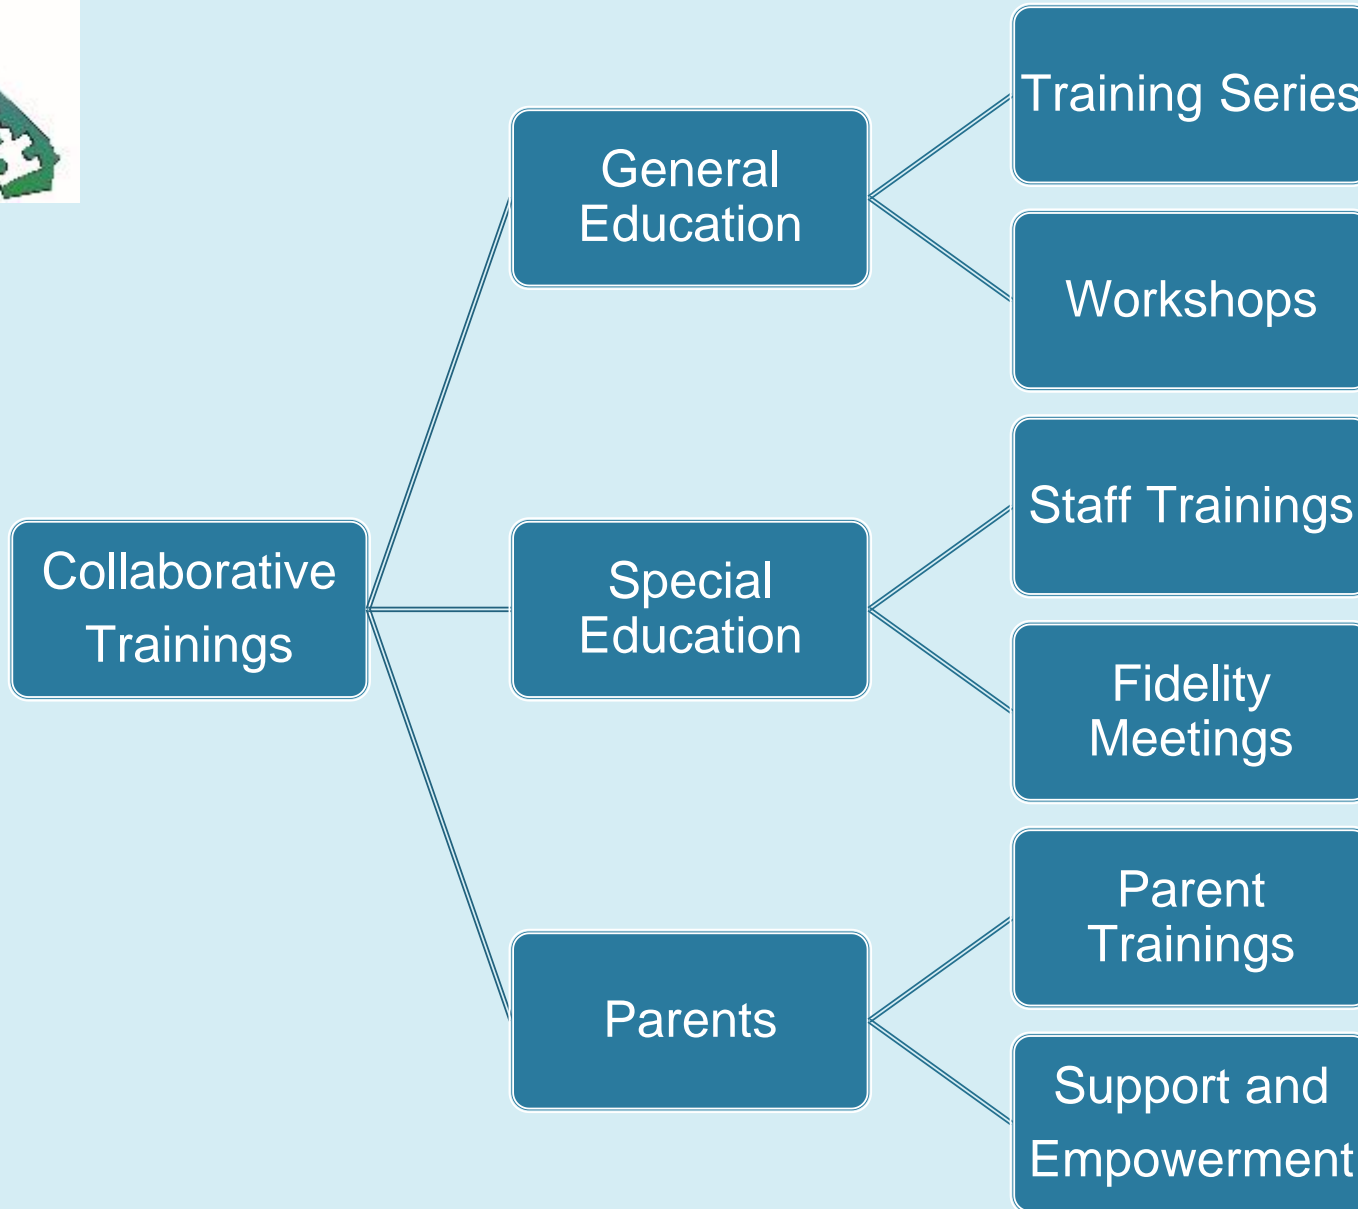 Training Series
General
Education
Workshops
Staff Trainings
Collaborative
Trainings
Special
Education
Fidelity
Meetings
Parent
Trainings
Parents
Support and
Empowerment